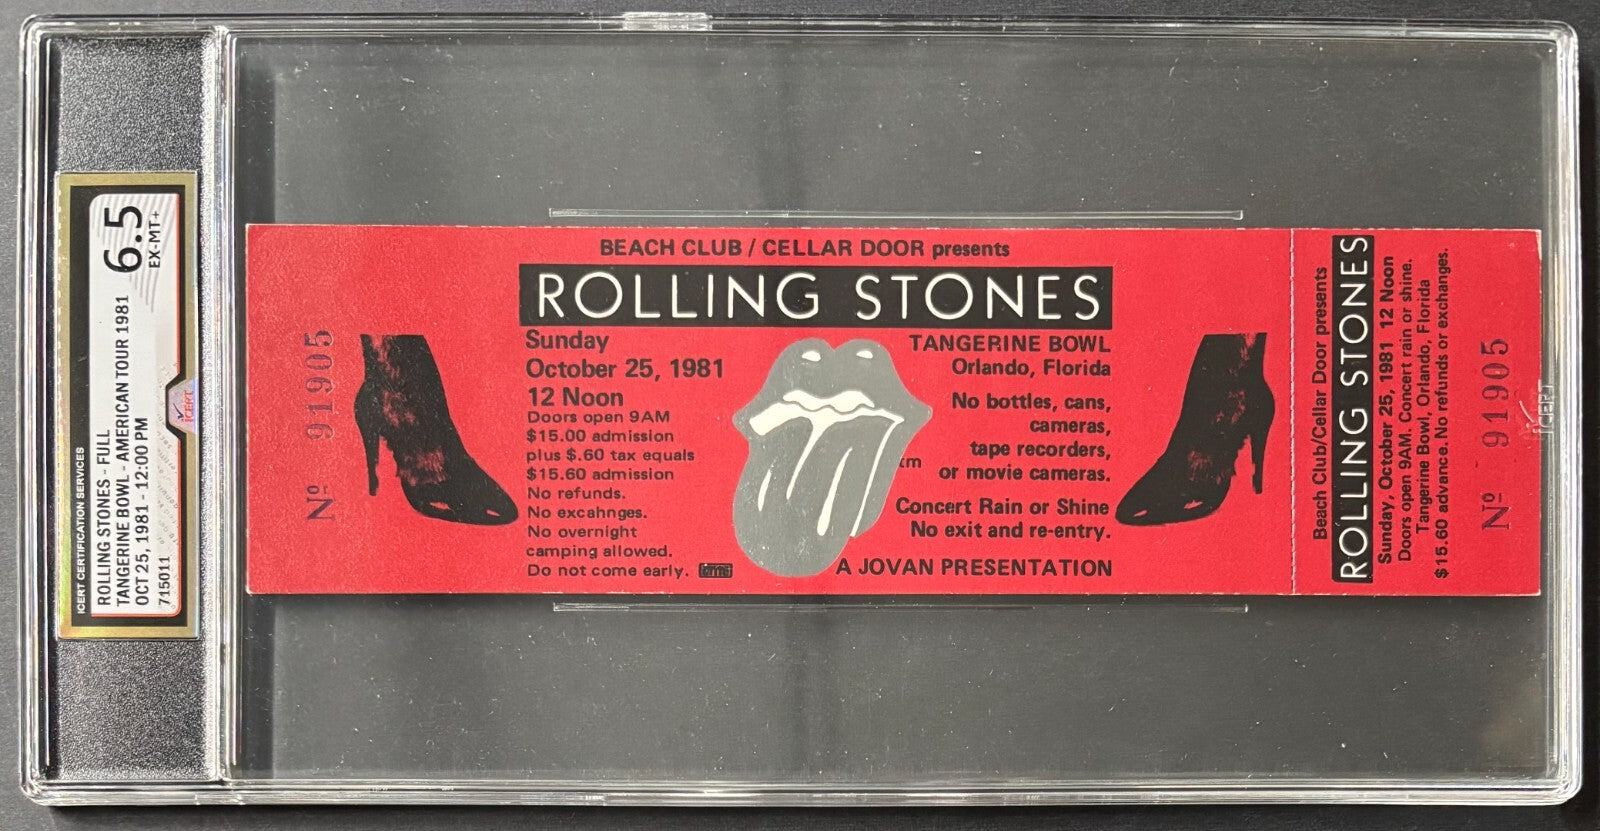 ICERT CERTIFICATION SERVICES
ROLLING STONES - FULL
TANGERINE BOWL - AMERICAN TOUR 1981
OCT 25, 1981 - 12:00 PM
715011
6.5
EX-MT+
iCERT
Nº 91905
BEACH CLUB / CELLAR DOOR presents
ROLLING STONES
Sunday
October 25, 1981
12 Noon
Doors open 9AM
$15.00 admission
plus $.60 tax equals
$15.60 admission
No refunds.
No excahnges.
No overnight
camping allowed.
Do not come early.
tm
TANGERINE BOWL
Orlando, Florida
No bottles, cans,
cameras,
tape recorders,
or movie cameras.
Concert Rain or Shine
No exit and re-entry.
A JOVAN PRESENTATION
Beach Club/Cellar Door presents
ROLLING STONES
Sunday, October 25, 1981 12 Noon
Doors open 9AM. Concert rain or shine.
Tangerine Bowl, Orlando, Florida
$15.60 advance. No refunds or exchanges.
Nº 91905
iCERT